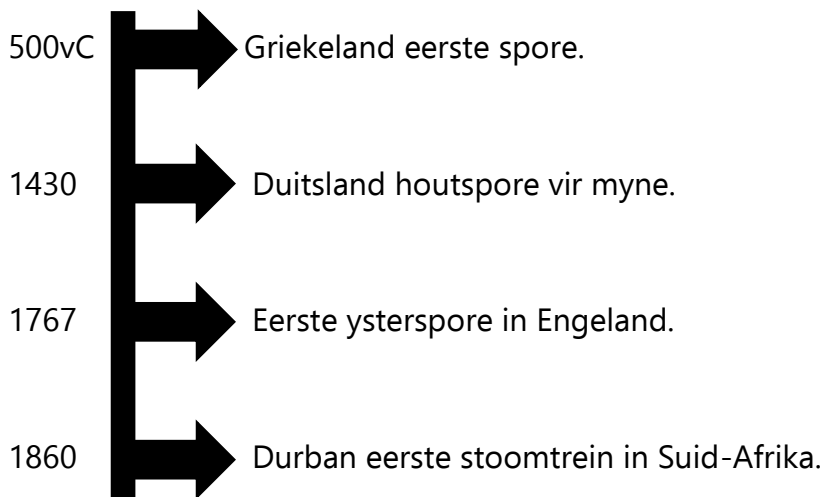 500vC Griekeland eerste spore.
1430 Duitsland houtspore vir myne.
1767 Eerste ysterspore in Engeland.
1860 Durban eerste stoomtrein in Suid-Afrika.